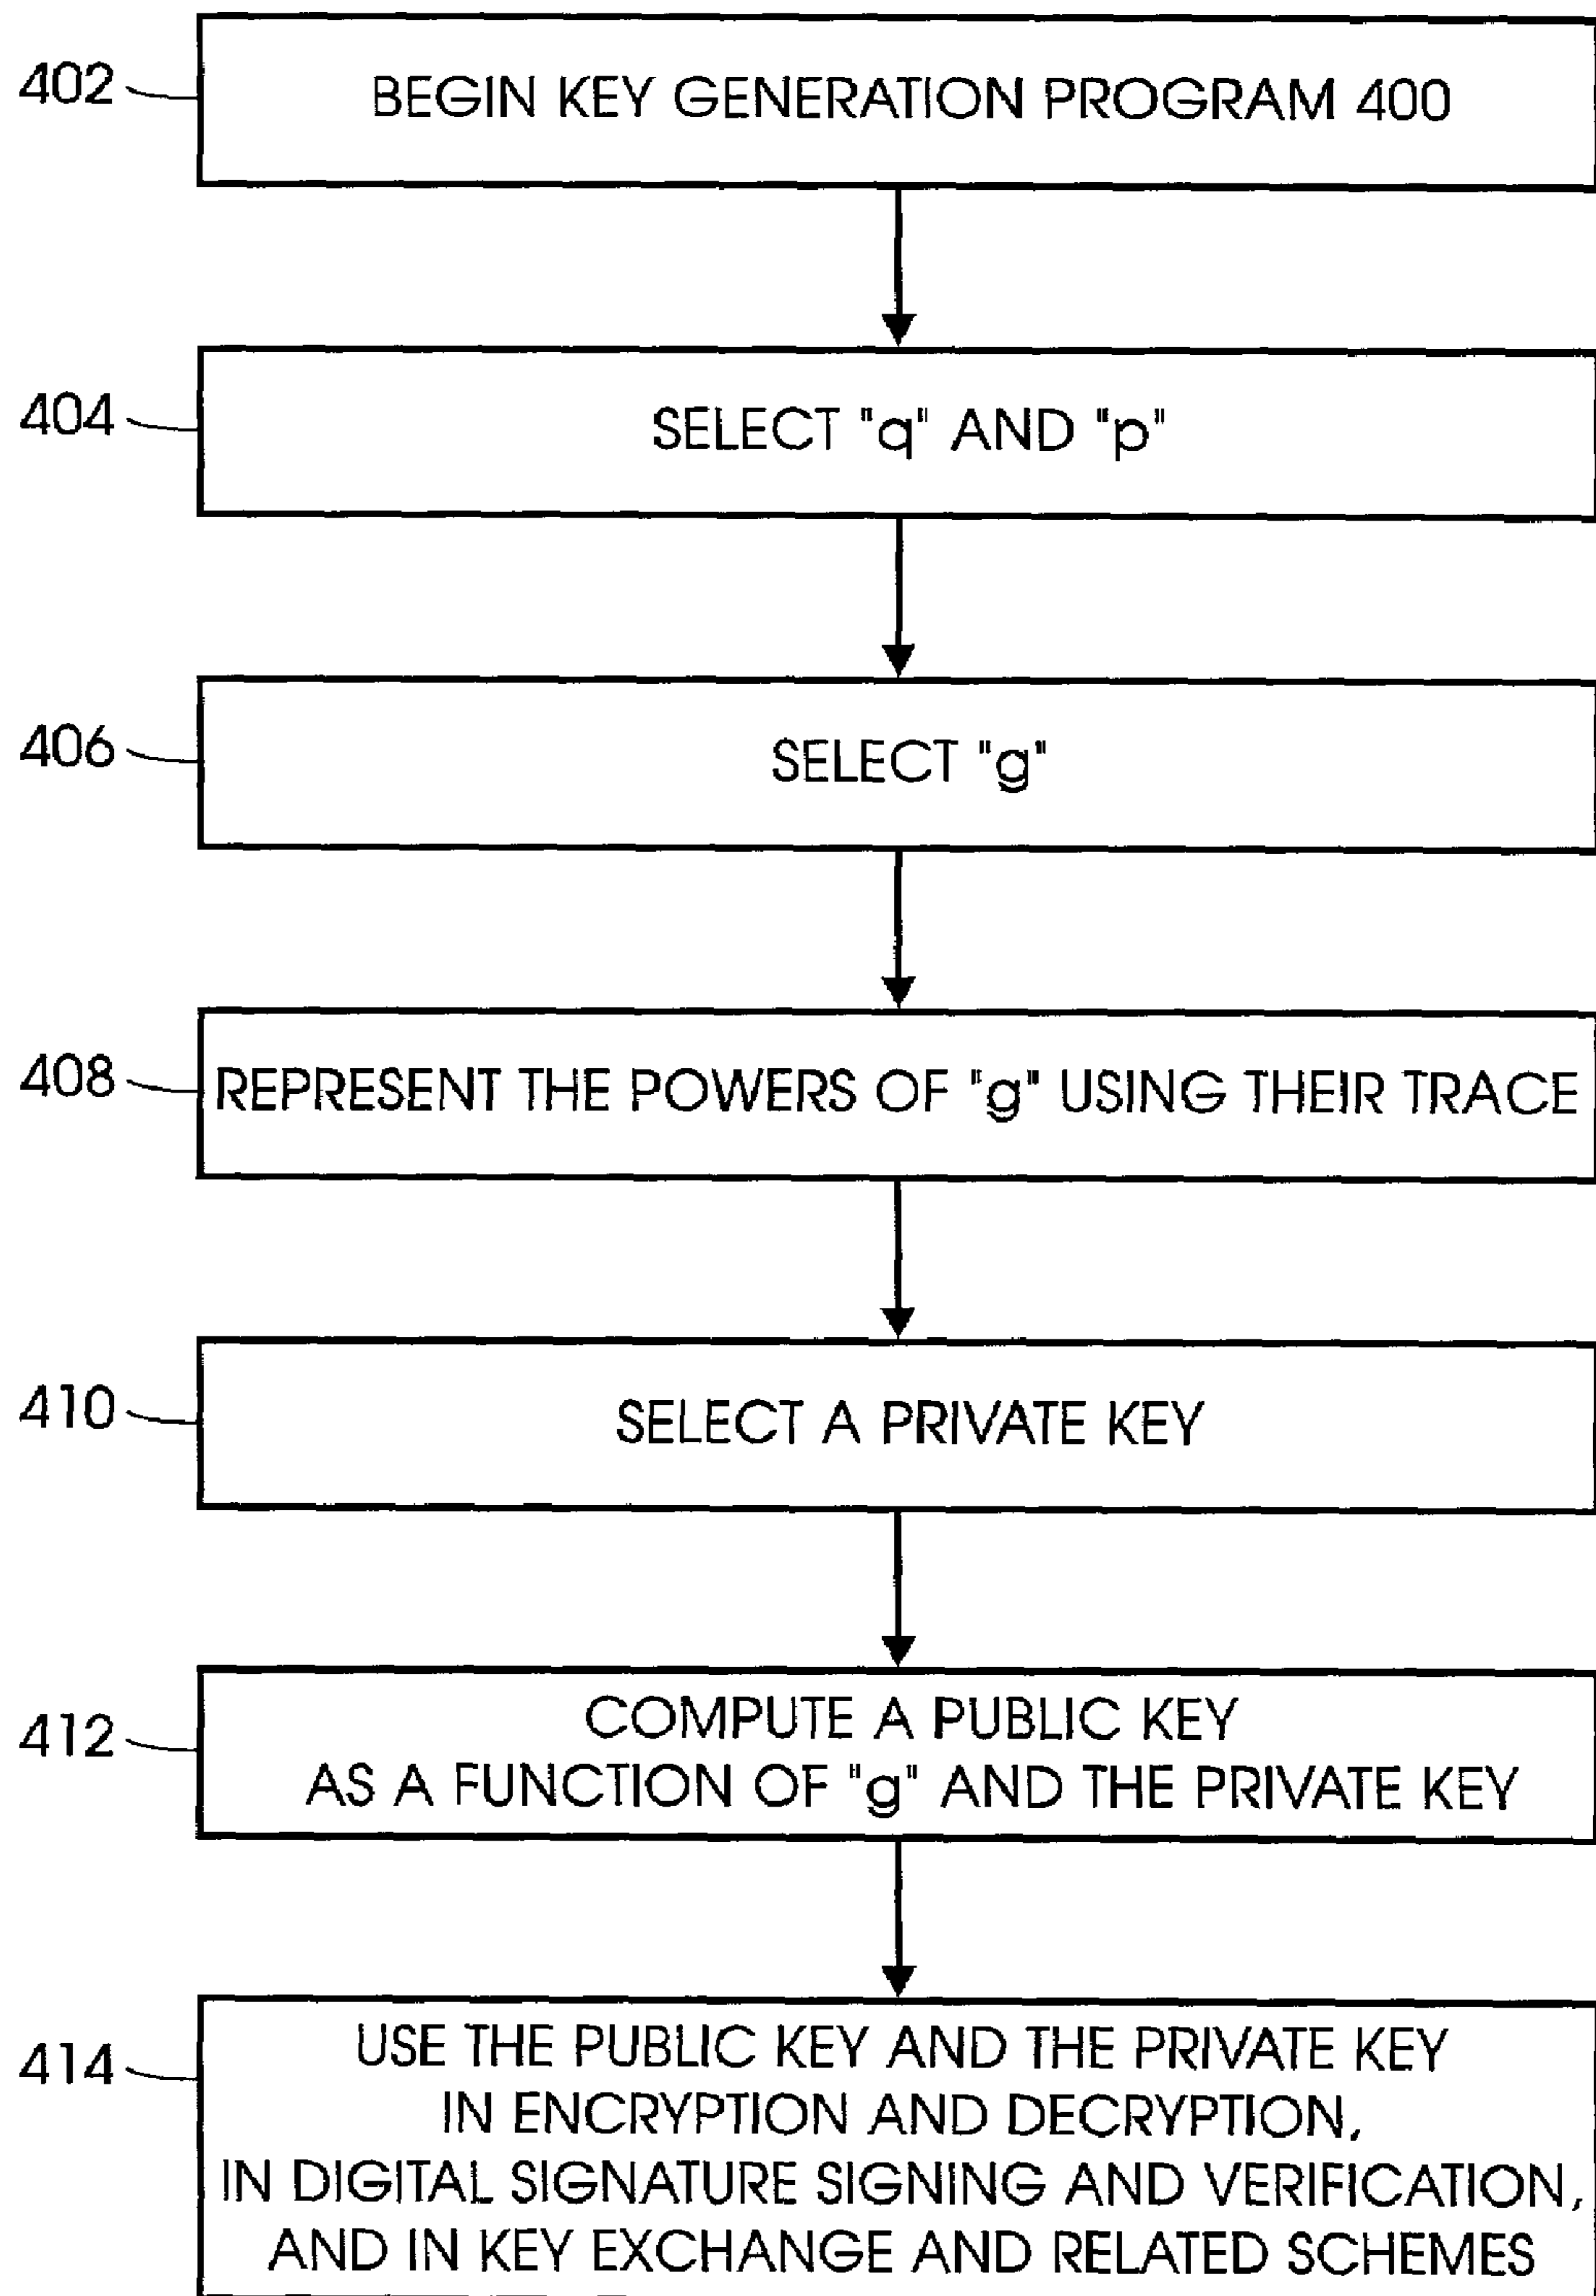 402
BEGIN KEY GENERATION PROGRAM 400
404
SELECT "q" AND "p"
406
SELECT "g"
408
REPRESENT THE POWERS OF "g" USING THEIR TRACE
410
SELECT A PRIVATE KEY
412
COMPUTE A PUBLIC KEY
AS A FUNCTION OF "g" AND THE PRIVATE KEY
414
USE THE PUBLIC KEY AND THE PRIVATE KEY
IN ENCRYPTION AND DECRYPTION,
IN DIGITAL SIGNATURE SIGNING AND VERIFICATION,
AND IN KEY EXCHANGE AND RELATED SCHEMES